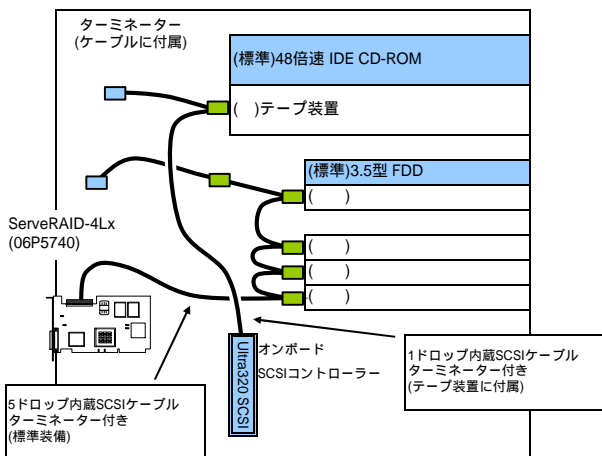 ターミネーター
(ケーブルに付属)
(標準)48倍速 IDE CD-ROM
(　)テープ装置
(標準)3.5型 FDD
(　　)
(　　)
(　　)
(　　)
ServeRAID-4Lx
(06P5740)
Ultra320 SCSI
オンボード
SCSIコントローラー
1ドロップ内蔵SCSIケーブル
ターミネーター付き
(テープ装置に付属)
5ドロップ内蔵SCSIケーブル
ターミネーター付き
(標準装備)